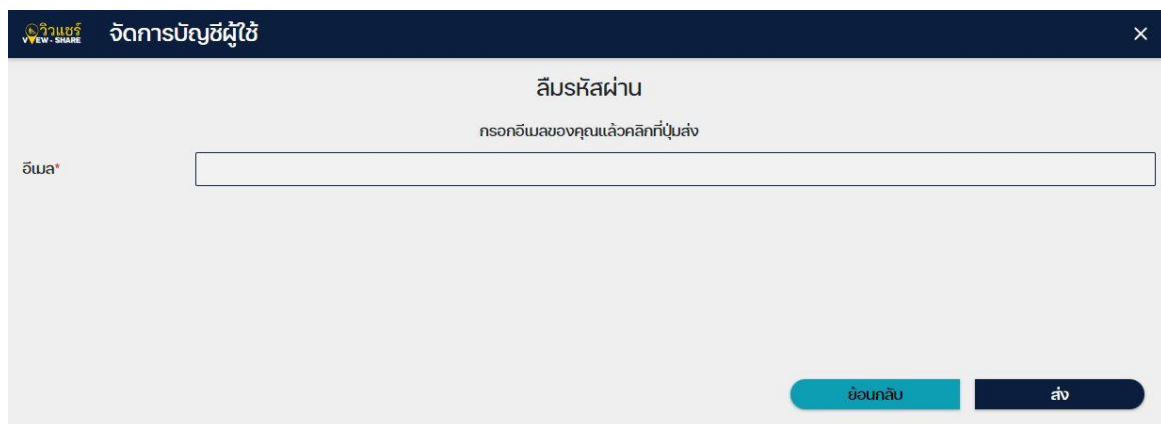 วิวแชร์
VIEW - SHARE
จัดการบัญชีผู้ใช้
ลืมรหัสผ่าน
กรอกอีเมลของคุณแล้วคลิกที่ปุ่มส่ง
อีเมล*
ย้อนกลับ
ส่ง